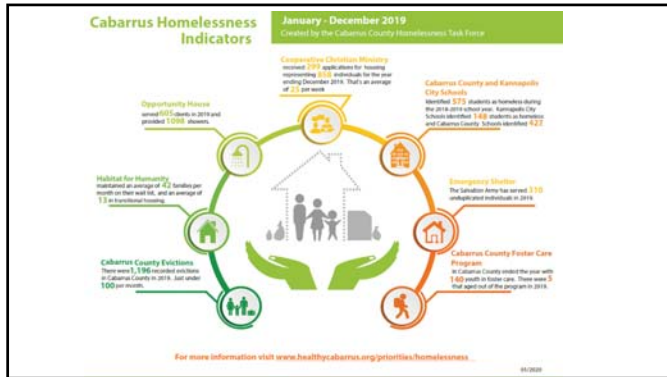 Cabarrus Homelessness
Indicators
January - December 2019
Created by the Cabarrus County Homelessness Task Force
Cooperative Christian Ministry
received 299 applications for housing
representing 858 individuals for the year
ending December 2019. That's an average
of 25 per week
Opportunity House
served 605 clients in 2019 and
provided 1098 showers.
Cabarrus County and Kannapolis
City Schools
Identified 575 students as homeless during
the 2018-2019 school year. Kannapolis City
Schools identified 148 students as homeless
and Cabarrus County Schools identified 427
Habitat for Humanity
maintained an average of 42 families per
month on their wait list, and an average of
13 in transitional housing.
Emergency Shelter
The Salvation Army has served 310
unduplicated individuals in 2019.
Cabarrus County Evictions
There were 1,196 recorded evictions
in Cabarrus County in 2019. Just under
100 per month.
Cabarrus County Foster Care
Program
In Cabarrus County ended the year with
140 youth in foster care. There were 5
that aged out of the program in 2019.
For more information visit www.healthycabarrus.org/priorities/homelessness
01/2020